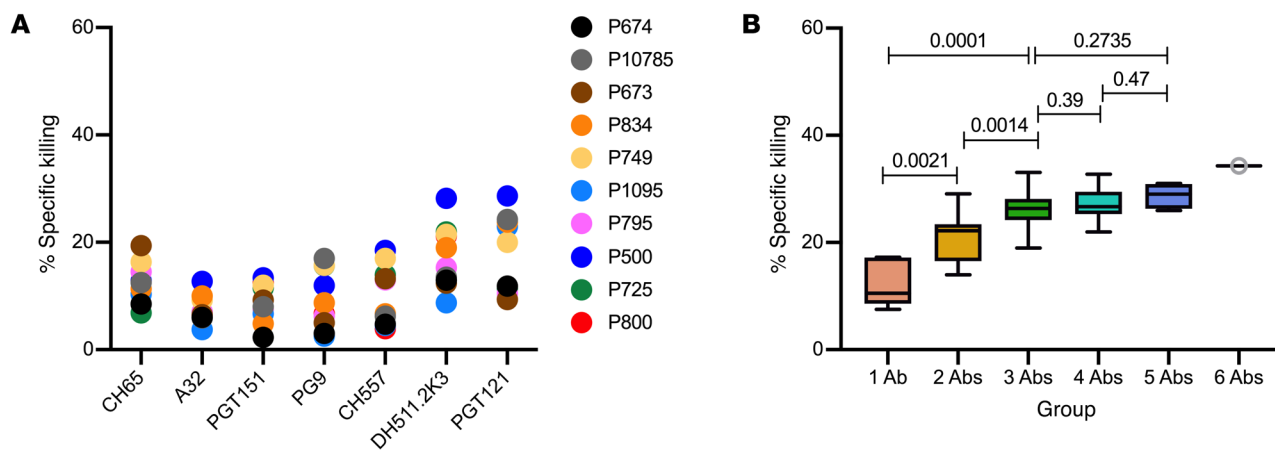 A
% Specific killing
60
40
20
0
CH65
A32
PGT151
PG9
CH557
DH511.2K3
PGT121
P674
P10785
P673
P834
P749
P1095
P795
P500
P725
P800
B
% Specific killing
60
40
20
0
0.0001
0.2735
0.47
0.39
0.0014
0.0021
1 Ab
2 Abs
3 Abs
4 Abs
5 Abs
6 Abs
Group